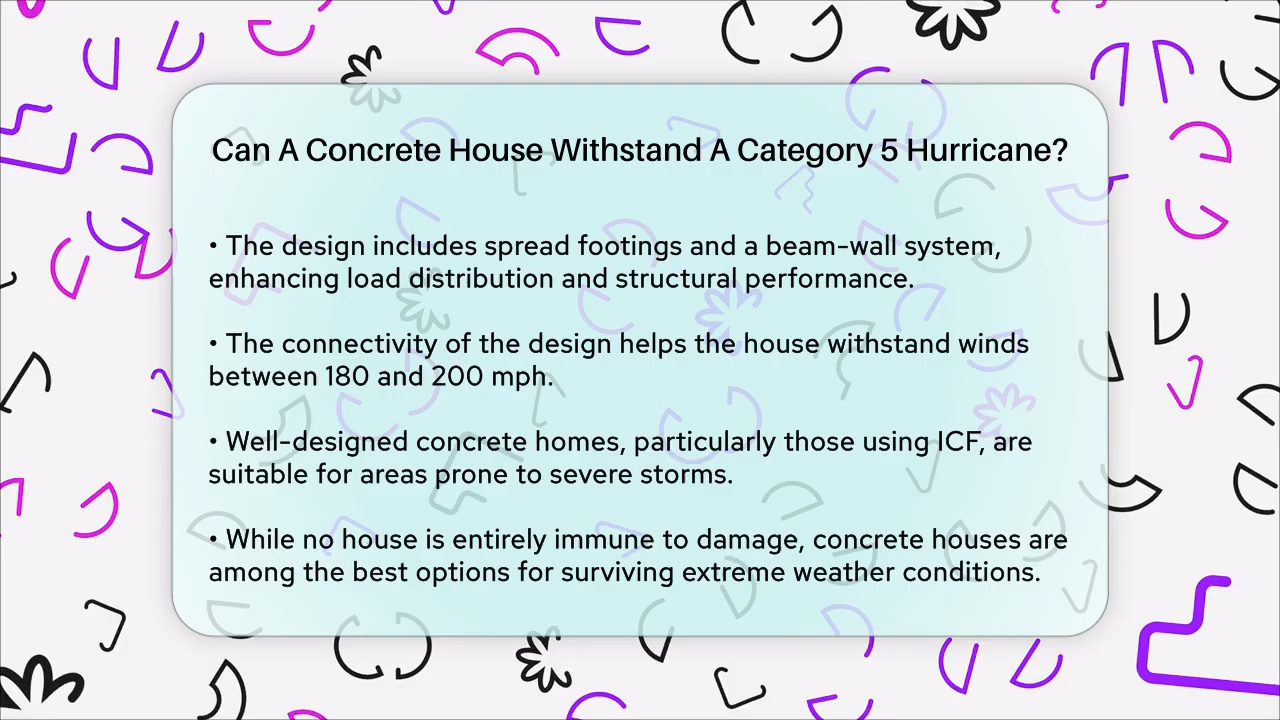 Can A Concrete House Withstand A Category 5 Hurricane?
• The design includes spread footings and a beam-wall system,
enhancing load distribution and structural performance.
• The connectivity of the design helps the house withstand winds
between 180 and 200 mph.
• Well-designed concrete homes, particularly those using ICF, are
suitable for areas prone to severe storms.
• While no house is entirely immune to damage, concrete houses are
among the best options for surviving extreme weather conditions.